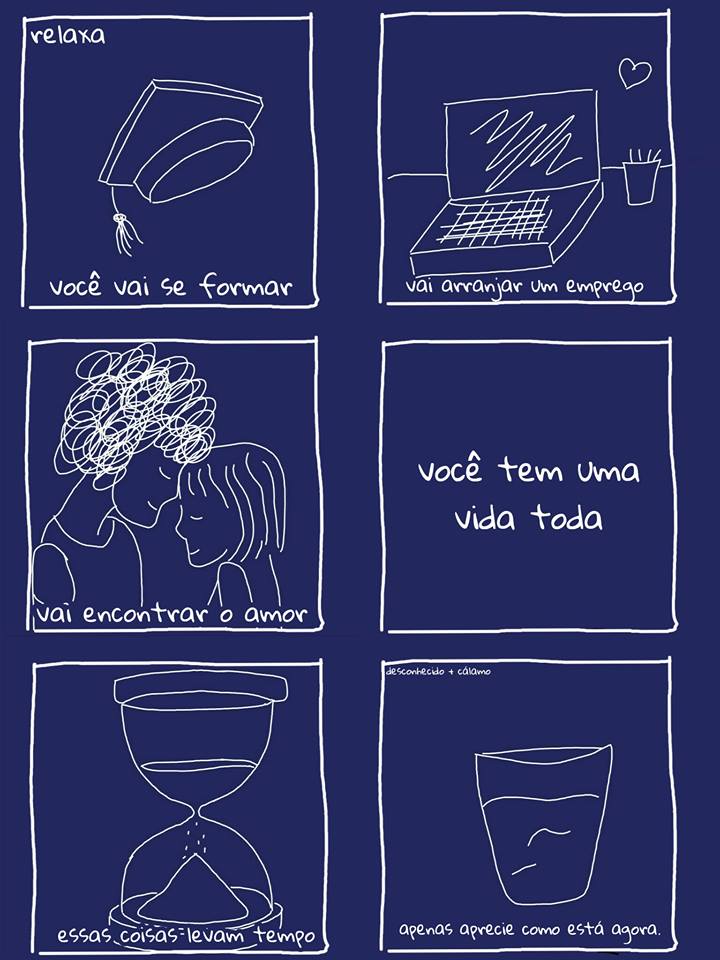 relaxa
você vai se formar
vai arranjar um emprego
vai encontrar o amor
você tem uma
vida toda
essas coisas levam tempo
desconhecido + cálamo
apenas aprecie como está agora.